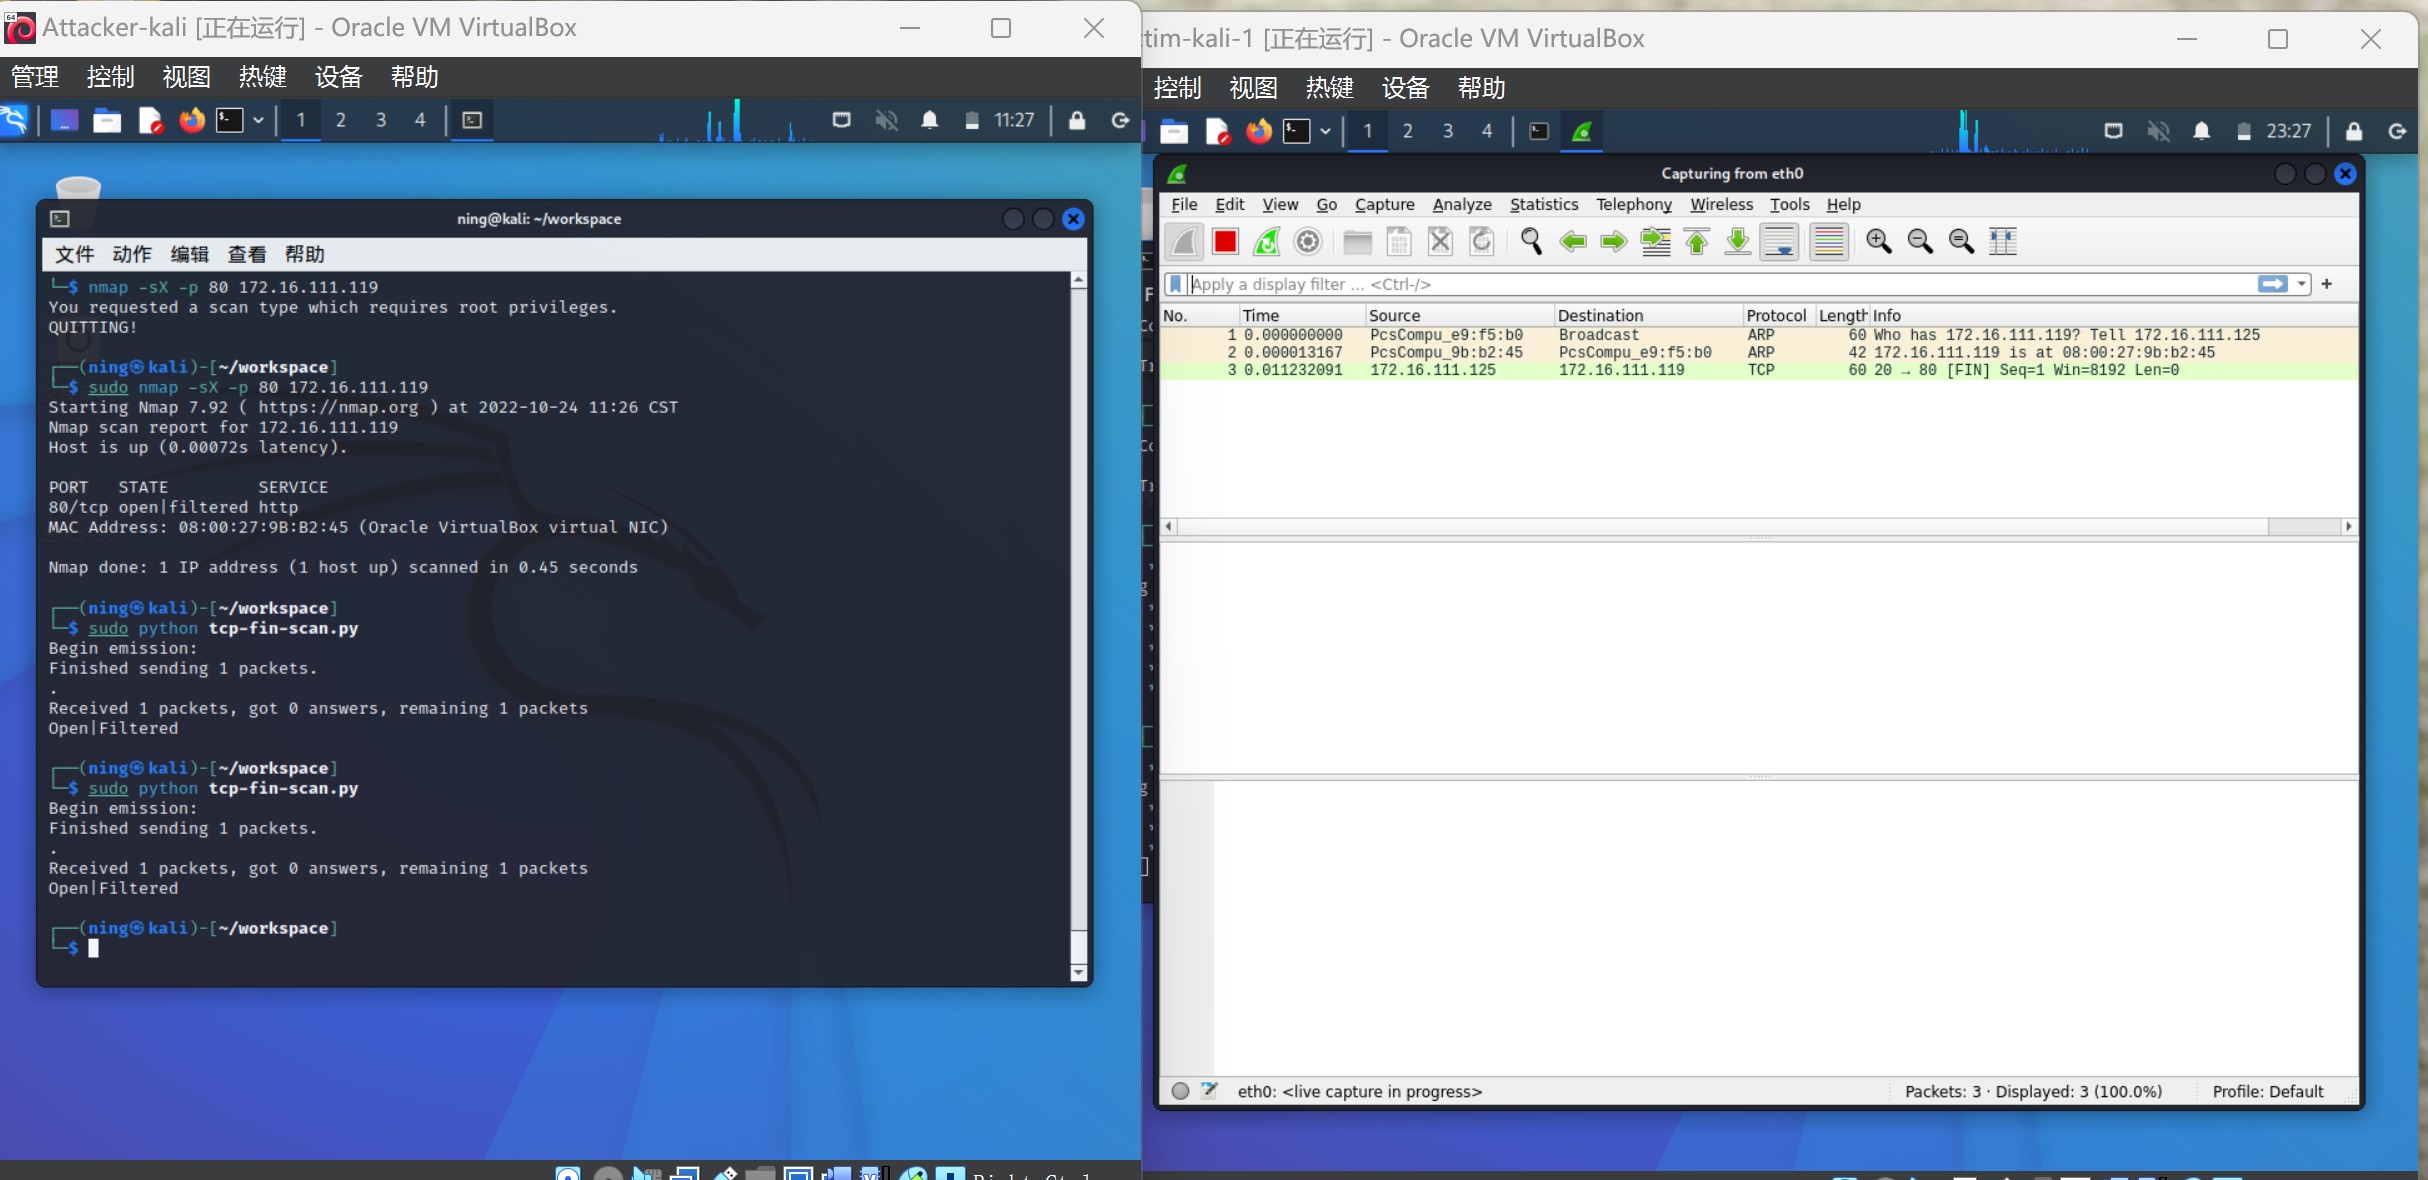 Attacker-kali [正在运行] - Oracle VM VirtualBox
管理 控制 视图 热键 设备 帮助
1 2 3 4 11:27
ning@kali: ~/workspace
文件 动作 编辑 查看 帮助
└─$ nmap -sX -p 80 172.16.111.119
You requested a scan type which requires root privileges.
QUITTING!
┌──(ning㉿kali)-[~/workspace]
└─$ sudo nmap -sX -p 80 172.16.111.119
Starting Nmap 7.92 ( https://nmap.org ) at 2022-10-24 11:26 CST
Nmap scan report for 172.16.111.119
Host is up (0.00072s latency).
PORT STATE SERVICE
80/tcp open|filtered http
MAC Address: 08:00:27:9B:B2:45 (Oracle VirtualBox virtual NIC)
Nmap done: 1 IP address (1 host up) scanned in 0.45 seconds
┌──(ning㉿kali)-[~/workspace]
└─$ sudo python tcp-fin-scan.py
Begin emission:
Finished sending 1 packets.
.
Received 1 packets, got 0 answers, remaining 1 packets
Open|Filtered
┌──(ning㉿kali)-[~/workspace]
└─$ sudo python tcp-fin-scan.py
Begin emission:
Finished sending 1 packets.
.
Received 1 packets, got 0 answers, remaining 1 packets
Open|Filtered
┌──(ning㉿kali)-[~/workspace]
└─$
tim-kali-1 [正在运行] - Oracle VM VirtualBox
控制 视图 热键 设备 帮助
1 2 3 4 23:27
Capturing from eth0
File Edit View Go Capture Analyze Statistics Telephony Wireless Tools Help
Apply a display filter ... <Ctrl-/>
No. Time Source Destination Protocol Length Info
1 0.000000000 PcsCompu_e9:f5:b0 Broadcast ARP 60 Who has 172.16.111.119? Tell 172.16.111.125
2 0.000013167 PcsCompu_9b:b2:45 PcsCompu_e9:f5:b0 ARP 42 172.16.111.119 is at 08:00:27:9b:b2:45
3 0.011232091 172.16.111.125 172.16.111.119 TCP 60 20 → 80 [FIN] Seq=1 Win=8192 Len=0
eth0: <live capture in progress>
Packets: 3 · Displayed: 3 (100.0%)
Profile: Default